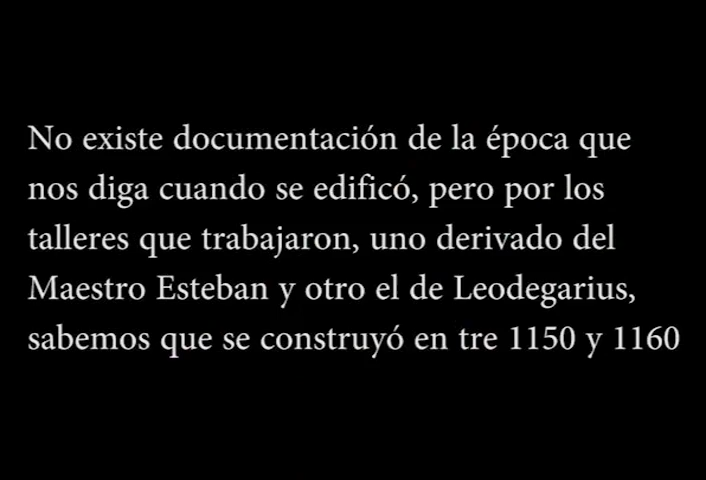 No existe documentación de la época que
nos diga cuando se edificó, pero por los
talleres que trabajaron, uno derivado del
Maestro Esteban y otro el de Leodegarius,
sabemos que se construyó en tre 1150 y 1160